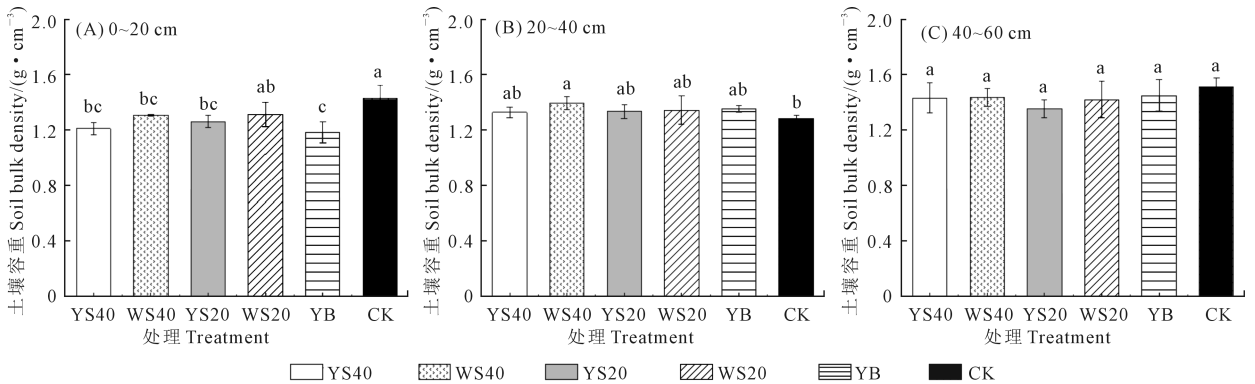 土壤容重 Soil bulk density/(g·cm⁻³)
2.0
1.6
1.2
0.8
0.4
0
(A) 0~20 cm
bc
bc
bc
ab
c
a
YS40 WS40 YS20 WS20 YB CK
处理 Treatment
土壤容重 Soil bulk density/(g·cm⁻³)
2.0
1.6
1.2
0.8
0.4
0
(B) 20~40 cm
ab
a
ab
ab
ab
b
YS40 WS40 YS20 WS20 YB CK
处理 Treatment
土壤容重 Soil bulk density/(g·cm⁻³)
2.0
1.6
1.2
0.8
0.4
0
(C) 40~60 cm
a
a
a
a
a
a
YS40 WS40 YS20 WS20 YB CK
处理 Treatment
YS40 WS40 YS20 WS20 YB CK